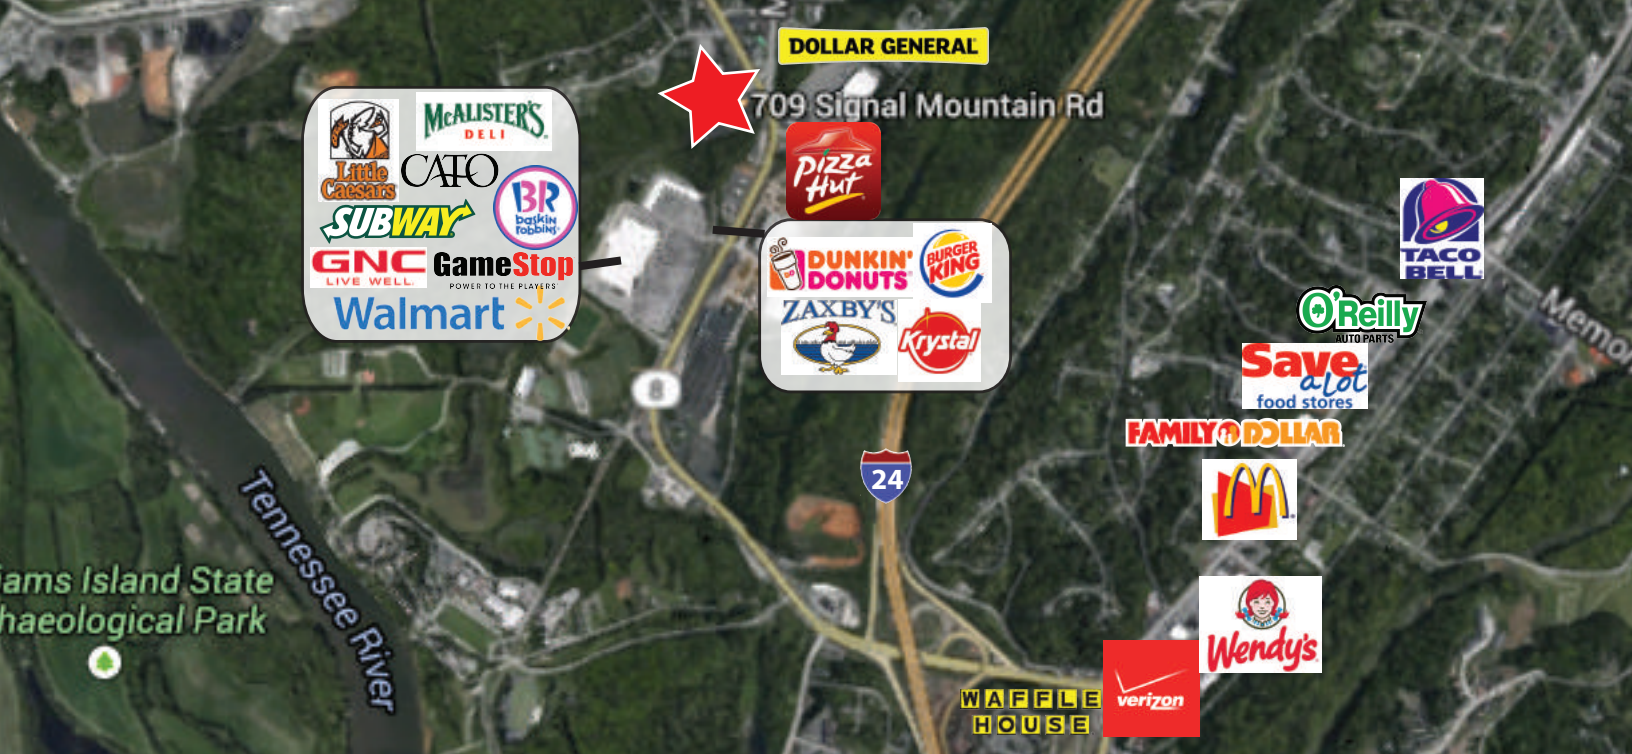 DOLLAR GENERAL
709 Signal Mountain Rd
Pizza
Hut
Little
Caesars
McALISTER'S
DELI
CATO
SUBWAY
BR
baskin
robbins
GNC
LIVE WELL.
GameStop
POWER TO THE PLAYERS
Walmart
DUNKIN'
DONUTS
DD
BURGER
KING
ZAXBY'S
Krystal
8
24
TACO
BELL
O'Reilly
AUTO PARTS
Memo
Save
a lot
food stores
FAMILY DOLLAR
M
Wendy's
verizon
WAFFLE
HOUSE
Tennessee River
iams Island State
haeological Park